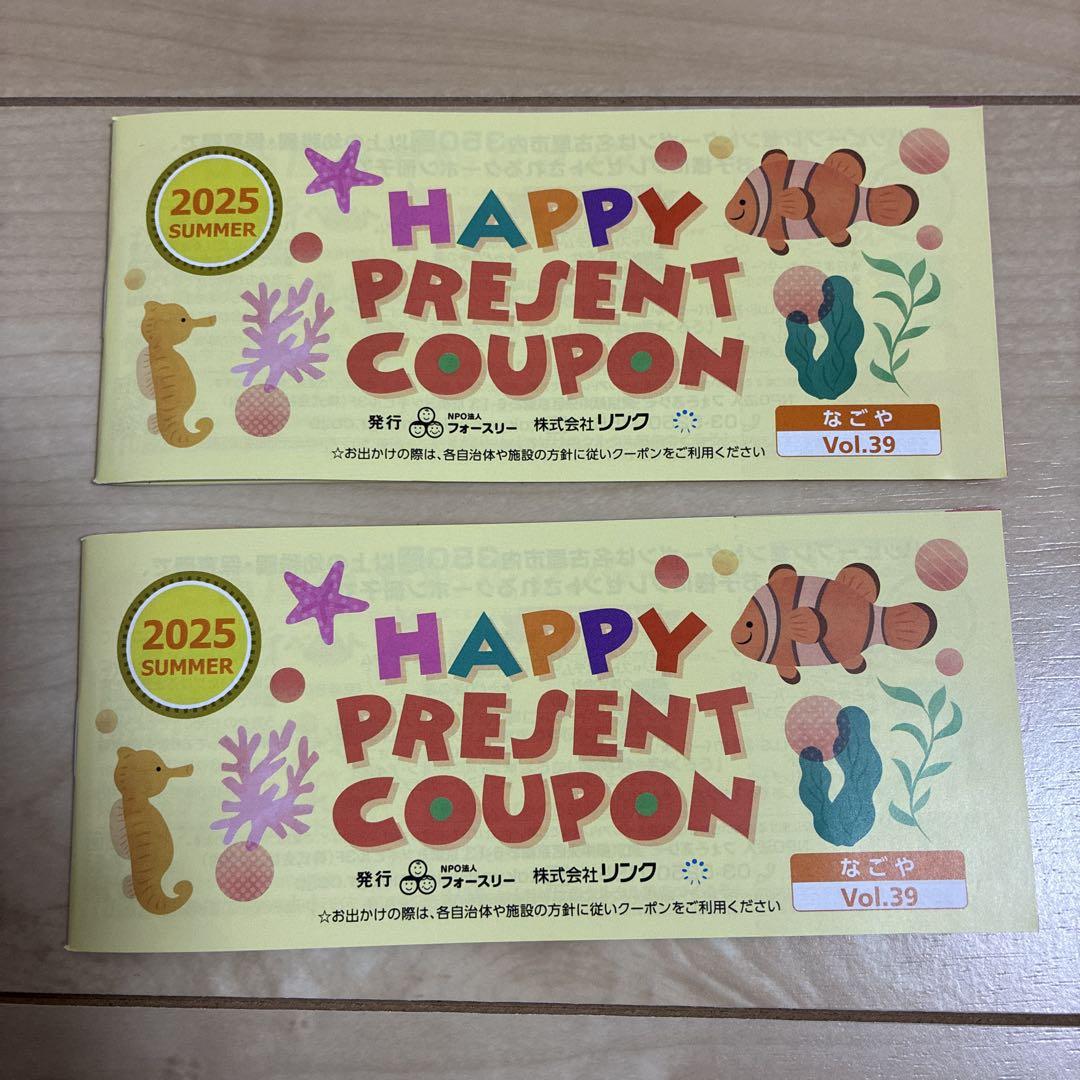 2025
SUMMER
HAPPY
PRESENT
COUPON
発行 NPO法人 フォースリー 株式会社リンク
☆お出かけの際は、各自治体や施設の方針に従いクーポンをご利用ください
なごや
Vol.39
2025
SUMMER
HAPPY
PRESENT
COUPON
発行 NPO法人 フォースリー 株式会社リンク
☆お出かけの際は、各自治体や施設の方針に従いクーポンをご利用ください
なごや
Vol.39